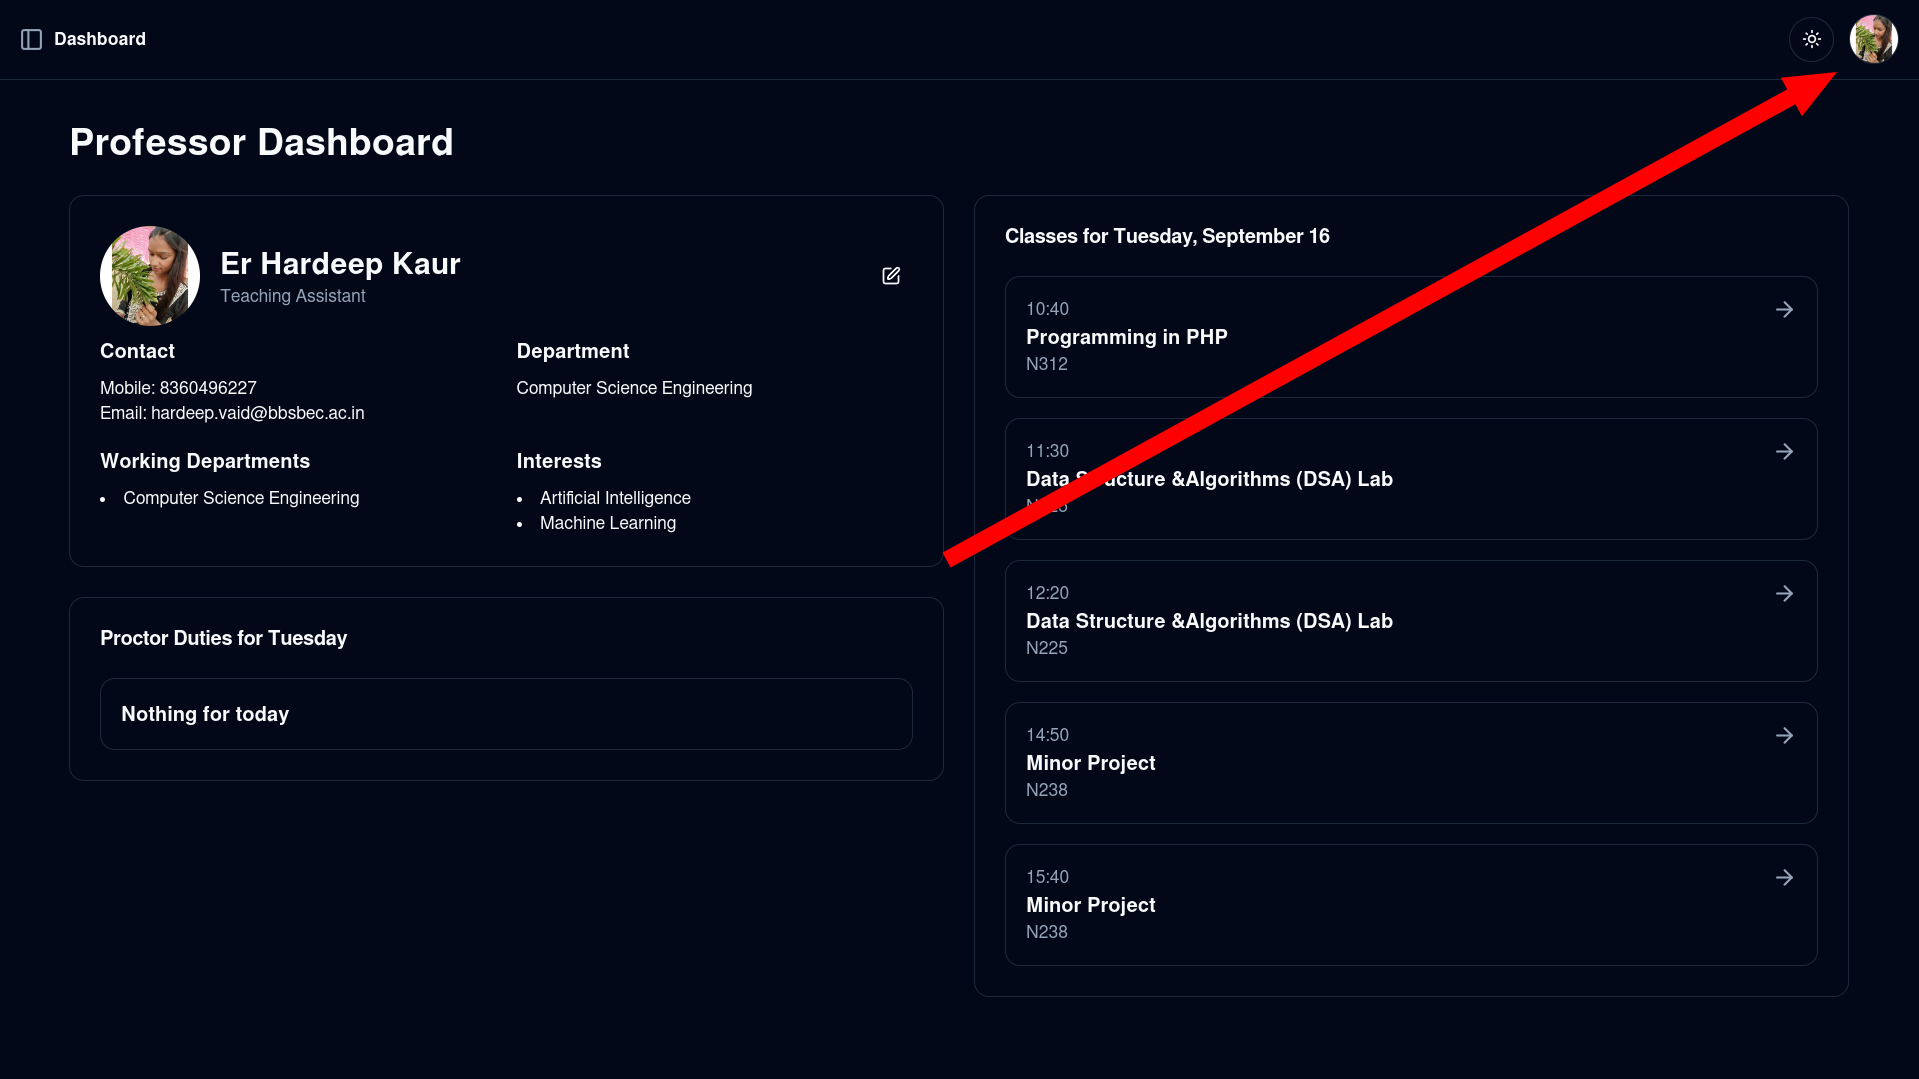 Dashboard
Professor Dashboard
Er Hardeep Kaur
Teaching Assistant
Contact
Mobile: 8360496227
Email: hardeep.vaid@bbsbec.ac.in
Department
Computer Science Engineering
Working Departments
• Computer Science Engineering
Interests
• Artificial Intelligence
• Machine Learning
Proctor Duties for Tuesday
Nothing for today
Classes for Tuesday, September 16
10:40
Programming in PHP
N312
11:30
Data Structure &Algorithms (DSA) Lab
12:20
Data Structure &Algorithms (DSA) Lab
N225
14:50
Minor Project
N238
15:40
Minor Project
N238